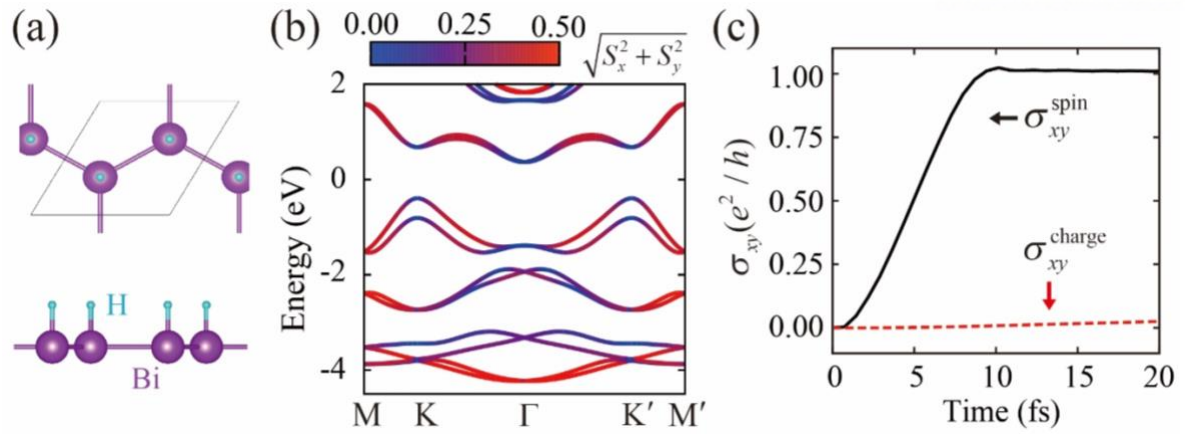 (a)
H
Bi
(b)
0.00 0.25 0.50
√S_x^2 + S_y^2
Energy (eV)
2
0
-2
-4
M K Γ K′ M′
(c)
σ_xy (e^2 / h)
1.00
0.75
0.50
0.25
0.00
σ_xy^spin
σ_xy^charge
0 5 10 15 20
Time (fs)